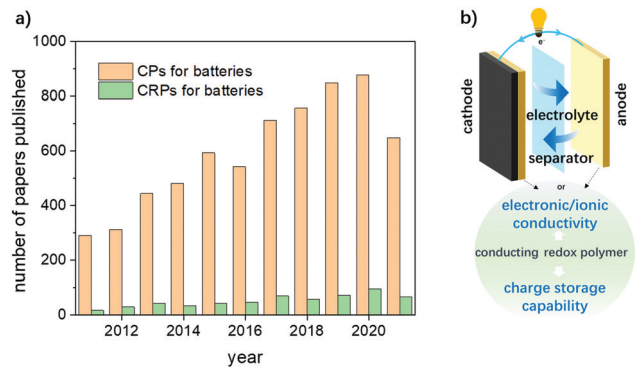 a)
number of papers published
1000
800
600
400
200
0
CPs for batteries
CRPs for batteries
2012
2014
2016
2018
2020
year
b)
e⁻
cathode
electrolyte
separator
anode
or
electronic/ionic
conductivity
conducting redox polymer
charge storage
capability